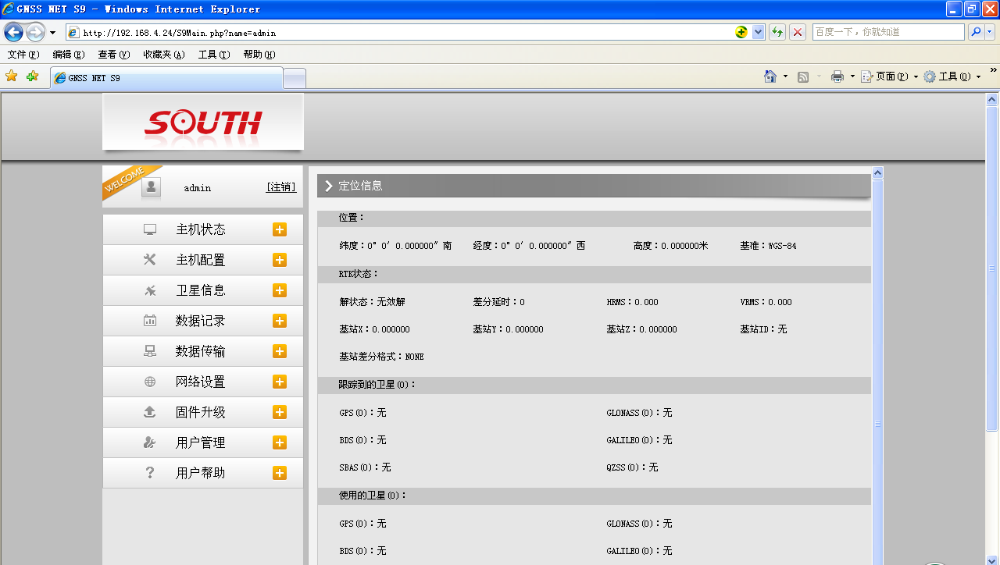 GNSS NET S9 - Windows Internet Explorer
http://192.168.4.24/S9Main.php?name=admin
百度一下，你就知道
文件(F) 编辑(E) 查看(V) 收藏夹(A) 工具(T) 帮助(H)
GNSS NET S9
页面(P) 工具(O)
SOUTH
WELCOME
admin
[注销]
主机状态
主机配置
卫星信息
数据记录
数据传输
网络设置
固件升级
用户管理
用户帮助
定位信息
位置：
纬度：0° 0′ 0.000000″ 南 经度：0° 0′ 0.000000″ 西 高度：0.000000米 基准：WGS-84
RTK状态：
解状态：无效解 差分延时：0 HRMS：0.000 VRMS：0.000
基站X：0.000000 基站Y：0.000000 基站Z：0.000000 基站ID：无
基站差分格式：NONE
跟踪到的卫星(0)：
GPS(0)：无 GLONASS(0)：无
BDS(0)：无 GALILEO(0)：无
SBAS(0)：无 QZSS(0)：无
使用的卫星(0)：
GPS(0)：无 GLONASS(0)：无
BDS(0)：无 GALILEO(0)：无